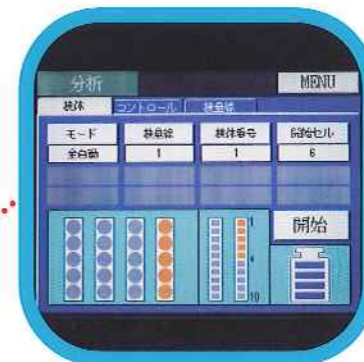 分析 MENU
検体 コントロール 検量線
モード 検量線 検体番号 開始セル
全自動 1 1 6
開始
1
4
10